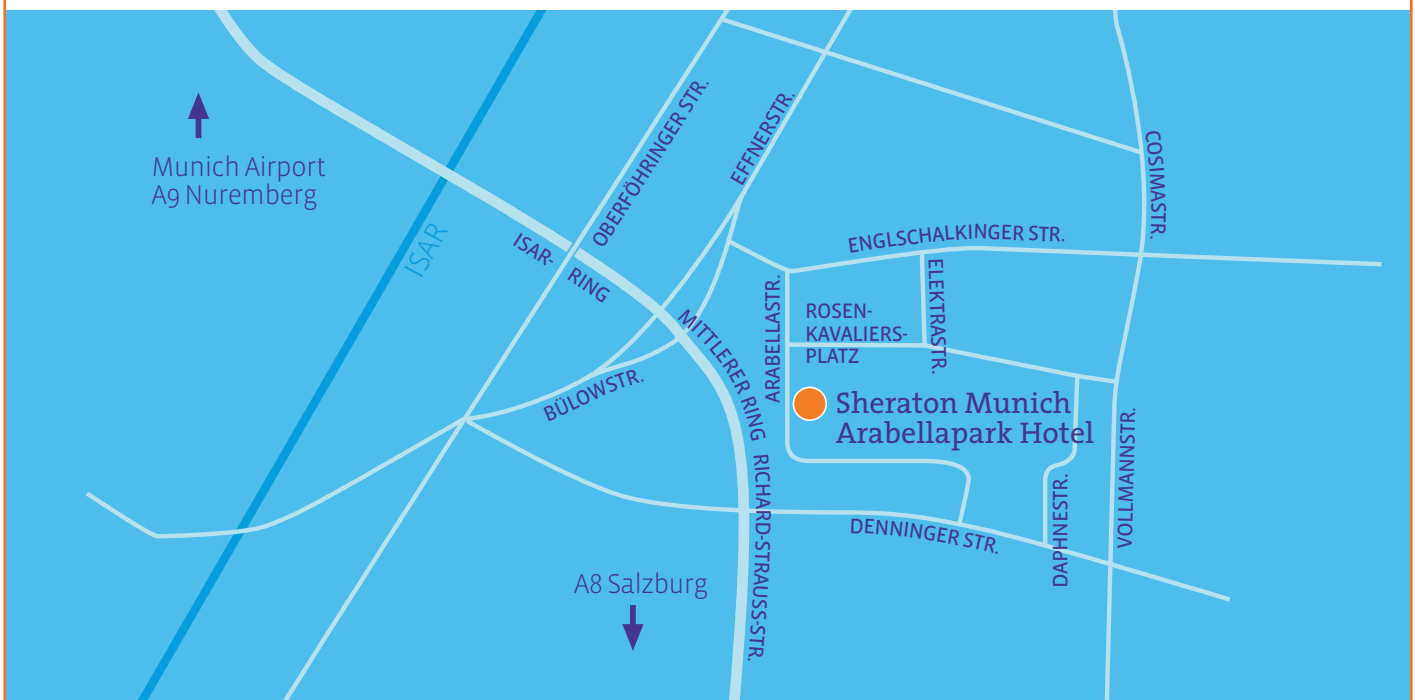 Munich Airport
A9 Nuremberg
ISAR
OBERFÖHRINGER STR.
EFFNERSTR.
COSIMASTR.
ISAR-
RING
ENGLSCHALKINGER STR.
ELEKTRASTR.
ARABELLASTR.
ROSEN-
KAVALIERS-
PLATZ
MITTLERER RING
BÜLOWSTR.
Sheraton Munich
Arabellapark Hotel
RICHARD-STRAUSS-STR.
VOLLMANNSTR.
DAPHNESTR.
DENNINGER STR.
A8 Salzburg